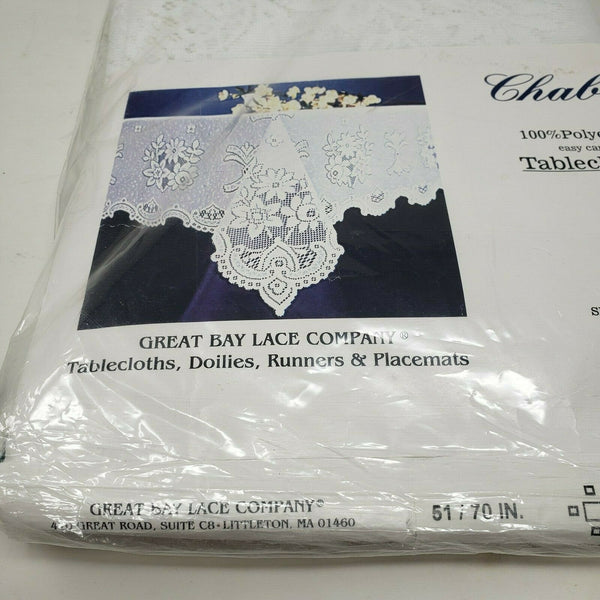 Chab
100%Polye
easy car
Tablecl
GREAT BAY LACE COMPANY®
Tablecloths, Doilies, Runners & Placemats
GREAT BAY LACE COMPANY®
GREAT ROAD, SUITE C8 • LITTLETON, MA 01460
51 / 70 IN.